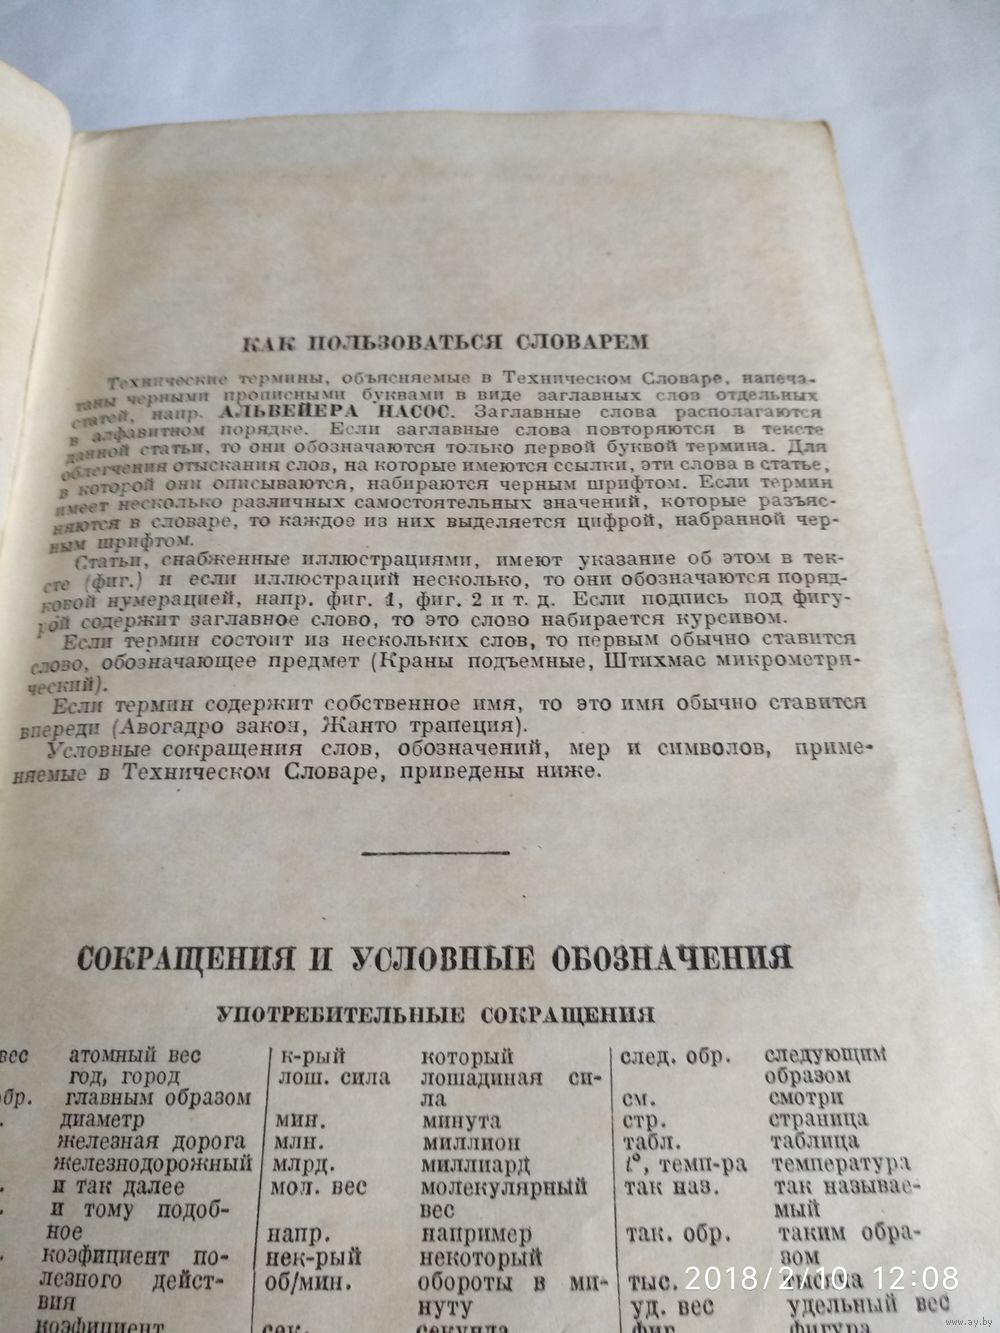 КАК ПОЛЬЗОВАТЬСЯ СЛОВАРЕМ
Технические термины, объясняемые в Техническом Словаре, напеча-
таны черными прописными буквами в виде заглавных слов отдельных
статей, напр. АЛЬВЕЙЕРА НАСОС. Заглавные слова располагаются
в алфавитном порядке. Если заглавные слова повторяются в тексте
данной статьи, то они обозначаются только первой буквой термина. Для
облегчения отыскания слов, на которые имеются ссылки, эти слова в статье,
в которой они описываются, набираются черным шрифтом. Если термин
имеет несколько различных самостоятельных значений, которые разъяс-
няются в словаре, то каждое из них выделяется цифрой, набранной чер-
ным шрифтом.
Статьи, снабженные иллюстрациями, имеют указание об этом в тек-
сте (фиг.) и если иллюстраций несколько, то они обозначаются поряд-
ковой нумерацией, напр. фиг. 1, фиг. 2 и т. д. Если подпись под фигу-
рой содержит заглавное слово, то это слово набирается курсивом.
Если термин состоит из нескольких слов, то первым обычно ставится
слово, обозначающее предмет (Краны подъемные, Штихмас микрометри-
ческий).
Если термин содержит собственное имя, то это имя обычно ставится
впереди (Авогадро закон, Жанто трапеция).
Условные сокращения слов, обозначений, мер и символов, приме-
няемые в Техническом Словаре, приведены ниже.
СОКРАЩЕНИЯ И УСЛОВНЫЕ ОБОЗНАЧЕНИЯ
УПОТРЕБИТЕЛЬНЫЕ СОКРАЩЕНИЯ
вес атомный вес
год, город
обр. главным образом
диаметр
железная дорога
железнодорожный
и так далее
и тому подоб-
ное
коэфициент по-
лезного дейст-
вия
коэфициент
к-рый который
лош. сила лошадиная си-
ла
мин. минута
млн. миллион
млрд. миллиард
мол. вес молекулярный
вес
напр. например
нек-рый некоторый
об/мин. обороты в ми-
нуту
сек. секунда
след. обр. следующим
образом
см. смотри
стр. страница
табл. таблица
t°, темп-ра температура
так наз. так называе-
мый
так. обр. таким обра-
зом
тыс. тысяча
уд. вес удельный вес
фиг. фигура
2018/2/10 12:08
www.ay.by